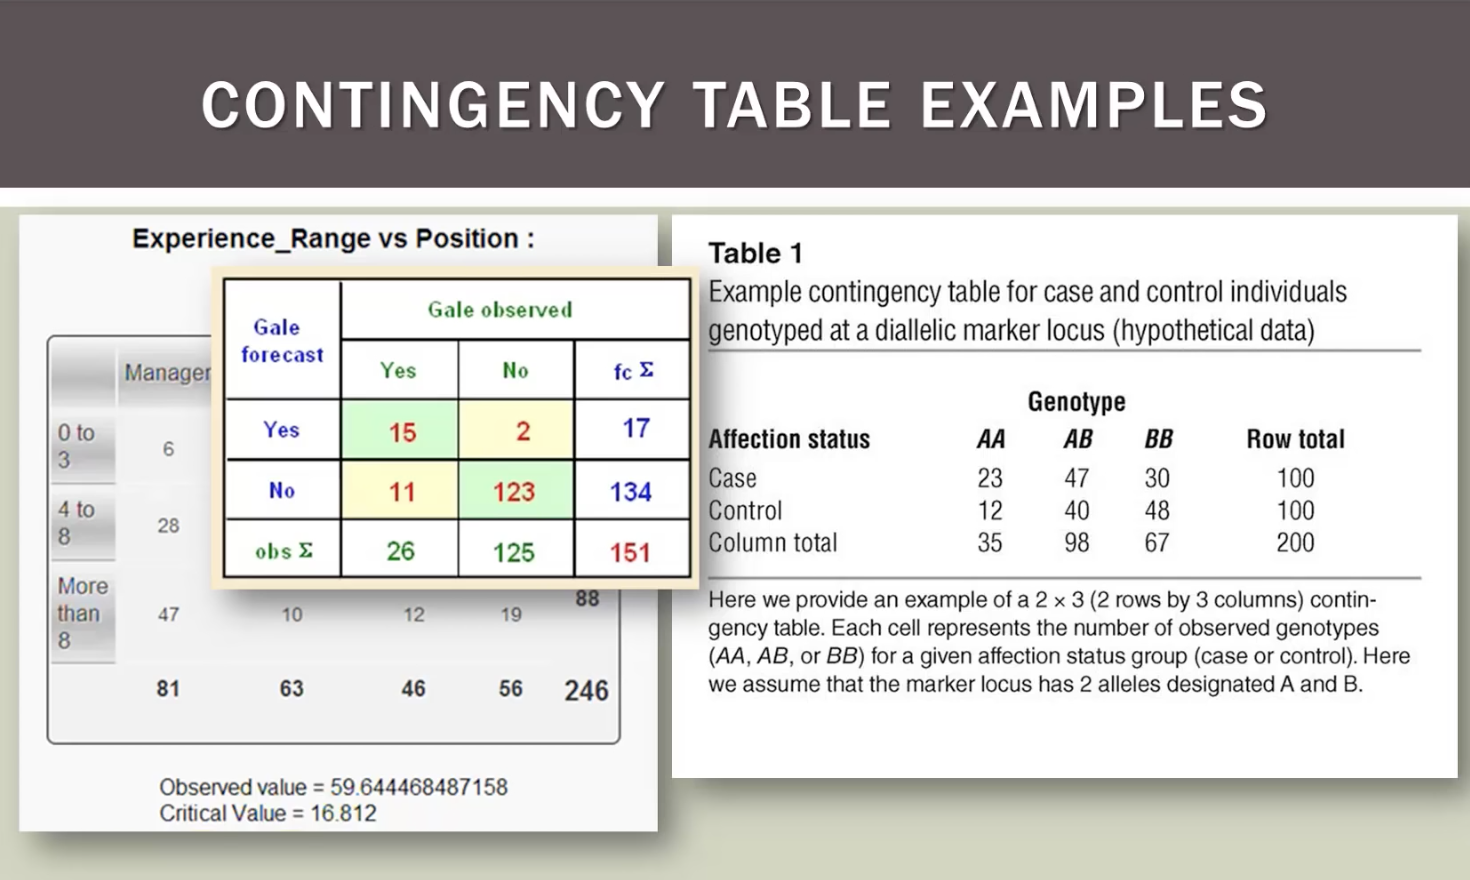 CONTINGENCY TABLE EXAMPLES
Experience_Range vs Position :
Manager
0 to
3
6
4 to
8
28
More
than
8
47 10 12 19 88
81 63 46 56 246
Observed value = 59.644468487158
Critical Value = 16.812
Gale
forecast
Gale observed
Yes No fc Σ
Yes 15 2 17
No 11 123 134
obs Σ 26 125 151
Table 1
Example contingency table for case and control individuals
genotyped at a diallelic marker locus (hypothetical data)
Genotype
Affection status AA AB BB Row total
Case 23 47 30 100
Control 12 40 48 100
Column total 35 98 67 200
Here we provide an example of a 2 × 3 (2 rows by 3 columns) contin-
gency table. Each cell represents the number of observed genotypes
(AA, AB, or BB) for a given affection status group (case or control). Here
we assume that the marker locus has 2 alleles designated A and B.